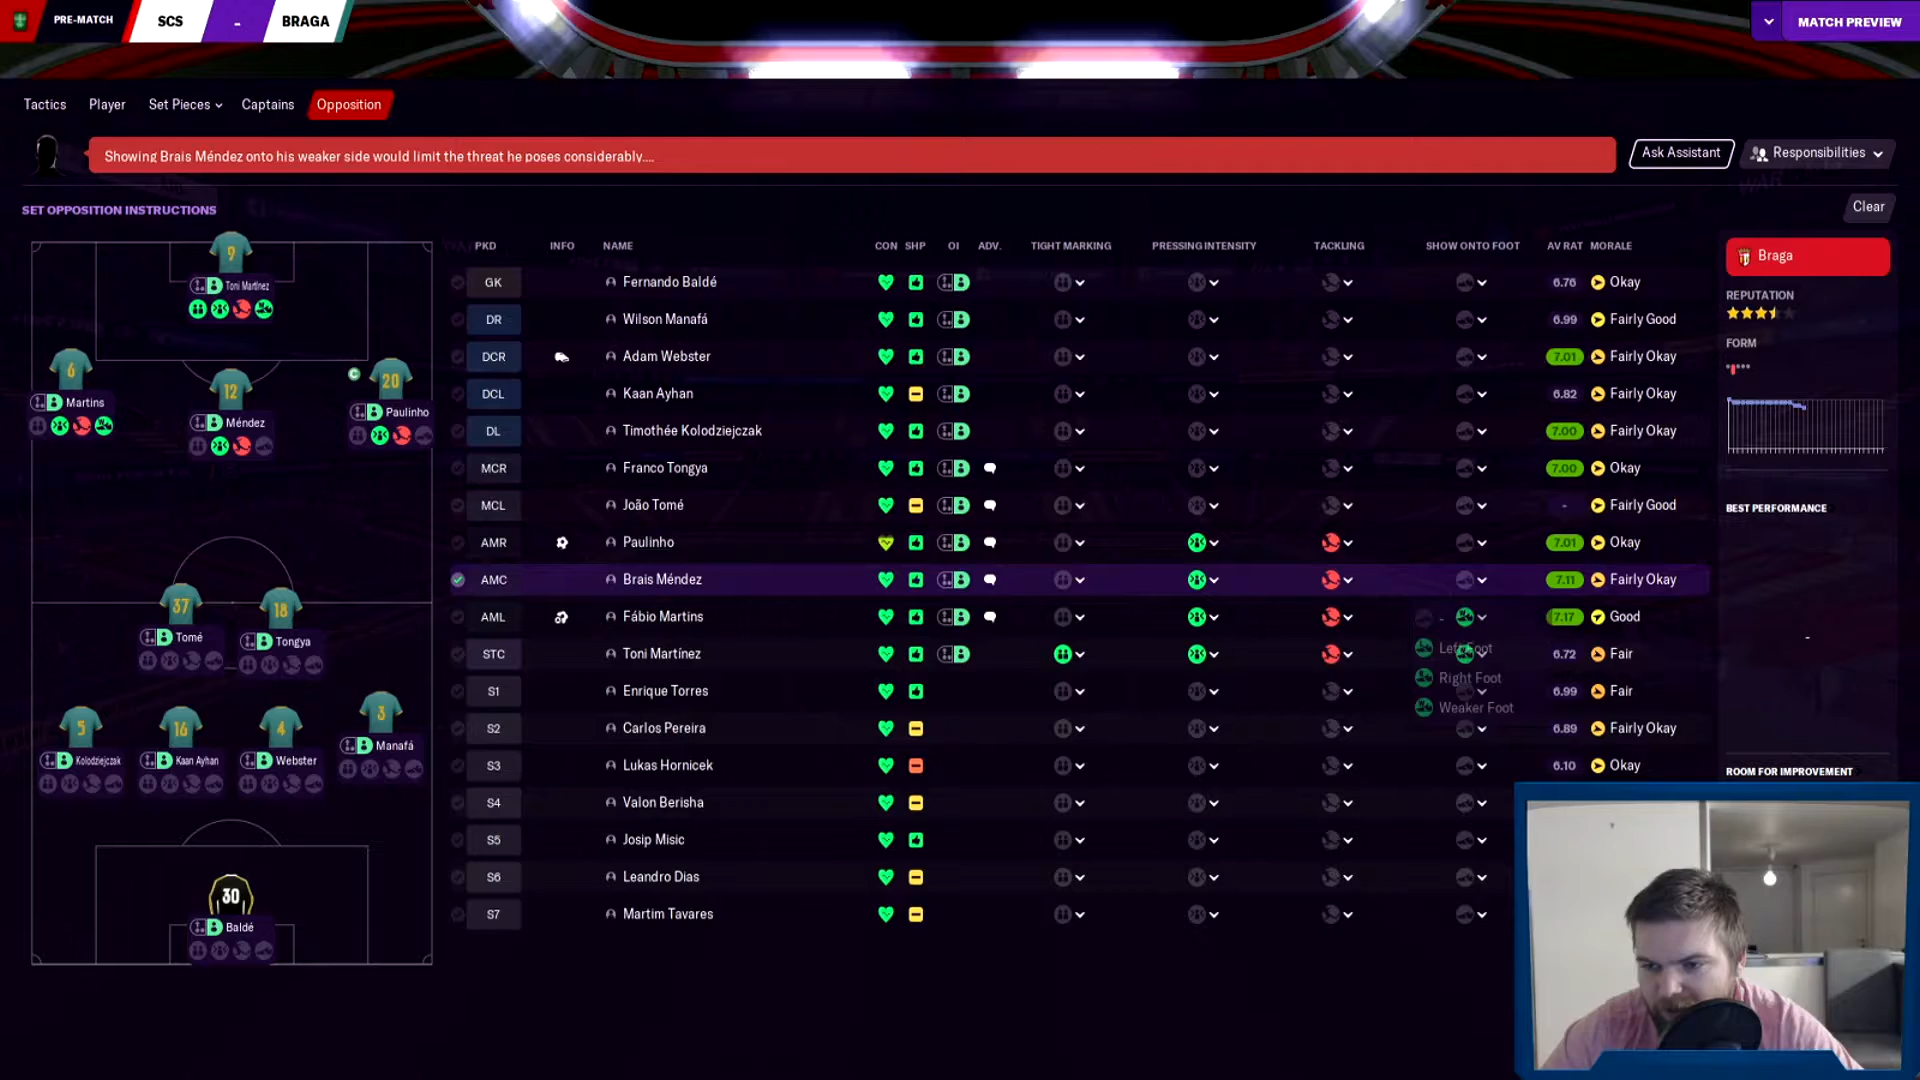 PRE-MATCH SCS - BRAGA MATCH PREVIEW
Tactics Player Set Pieces Captains Opposition
Showing Brais Méndez onto his weaker side would limit the threat he poses considerably.... Ask Assistant Responsibilities
SET OPPOSITION INSTRUCTIONS Clear
PKD INFO NAME CON SHP OI ADV. TIGHT MARKING PRESSING INTENSITY TACKLING SHOW ONTO FOOT AV RAT MORALE
GK Fernando Baldé 6.76 Okay
DR Wilson Manafá 6.99 Fairly Good
DCR Adam Webster 7.01 Fairly Okay
DCL Kaan Ayhan 6.82 Fairly Okay
DL Timothée Kolodziejczak 7.00 Fairly Okay
MCR Franco Tongya 7.00 Okay
MCL João Tomé - Fairly Good
AMR Paulinho 7.01 Okay
AMC Brais Méndez 7.11 Fairly Okay
AML Fábio Martins - 7.17 Good
STC Toni Martínez 6.72 Fair
S1 Enrique Torres 6.99 Fair
S2 Carlos Pereira 6.89 Fairly Okay
S3 Lukas Hornicek 6.10 Okay
S4 Valon Berisha
S5 Josip Misic
S6 Leandro Dias
S7 Martim Tavares
Left Foot
Right Foot
Weaker Foot
9
Toni Martínez
6
Martins
12
Méndez
C
20
Paulinho
37
Tomé
18
Tongya
5
Kolodziejczak
16
Kaan Ayhan
4
Webster
3
Manafá
30
Baldé
Braga
REPUTATION
FORM
BEST PERFORMANCE
-
ROOM FOR IMPROVEMENT